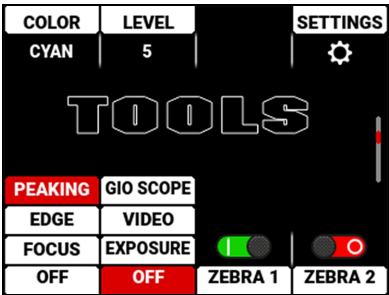 COLOR LEVEL SETTINGS
CYAN 5
TOOLS
PEAKING GIO SCOPE
EDGE VIDEO
FOCUS EXPOSURE
OFF OFF ZEBRA 1 ZEBRA 2